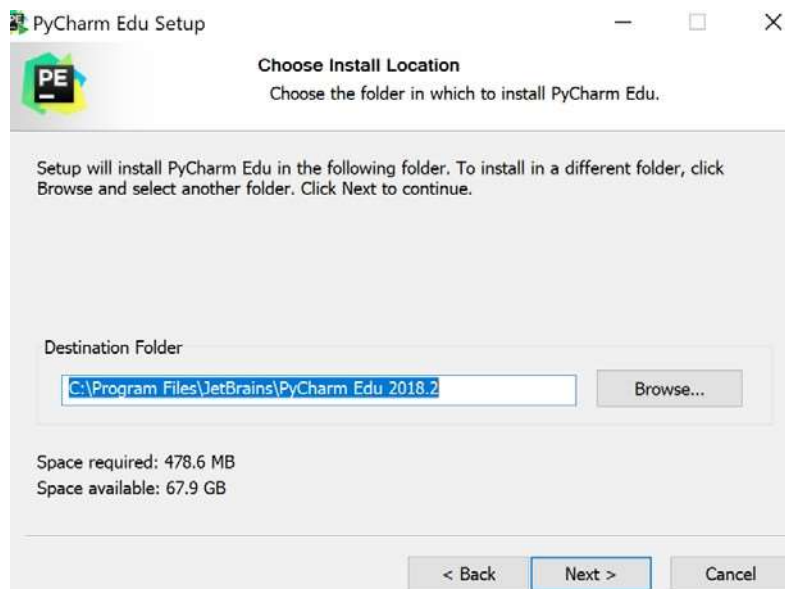 PyCharm Edu Setup
PE
Choose Install Location
Choose the folder in which to install PyCharm Edu.
Setup will install PyCharm Edu in the following folder. To install in a different folder, click
Browse and select another folder. Click Next to continue.
Destination Folder
C:\Program Files\JetBrains\PyCharm Edu 2018.2
Browse...
Space required: 478.6 MB
Space available: 67.9 GB
< Back Next > Cancel